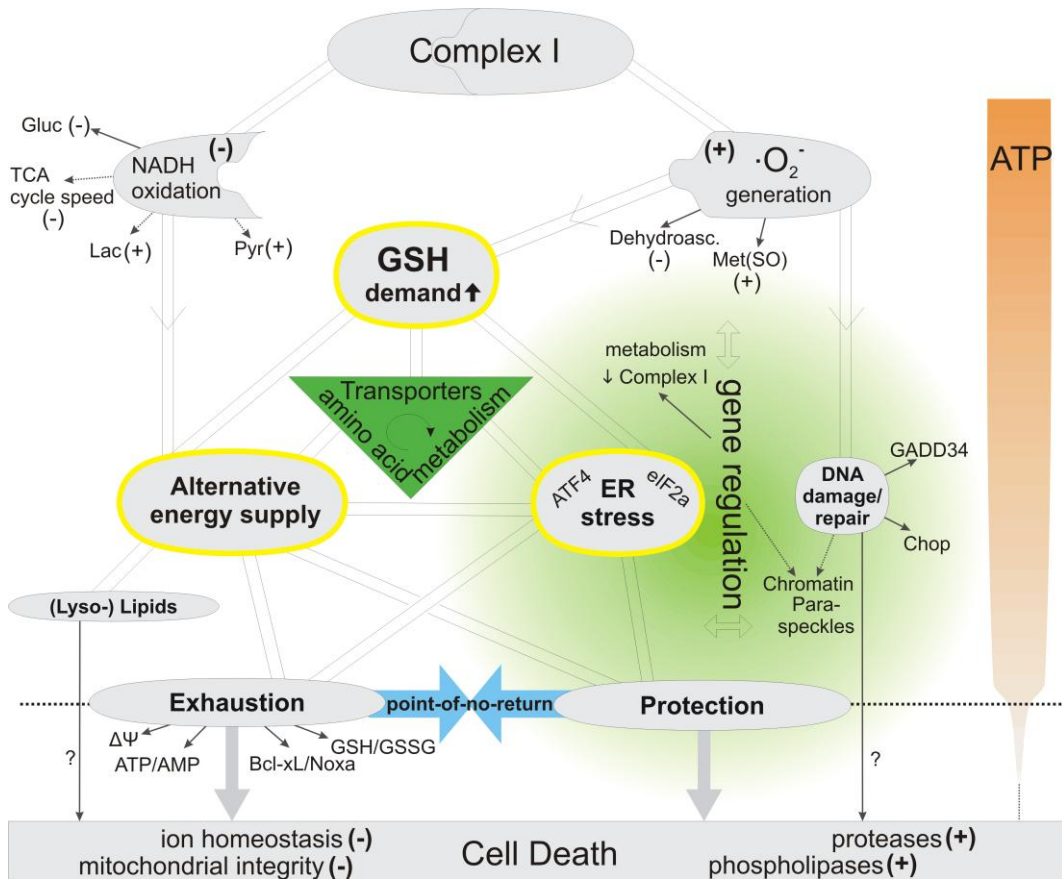 Complex I
Gluc (-)
NADH
oxidation
(-)
TCA
cycle speed
(-)
Lac(+)
Pyr(+)
(+)
·O2-
generation
Dehydroasc.
(-)
Met(SO)
(+)
ATP
GSH
demand
Transporters
amino acid
metabolism
metabolism
↓ Complex I
gene regulation
Alternative
energy supply
ATF4
eIF2a
ER
stress
DNA
damage/
repair
GADD34
Chop
Chromatin
Para-
speckles
(Lyso-) Lipids
Exhaustion
point-of-no-return
Protection
ΔΨ
ATP/AMP
Bcl-xL/Noxa
GSH/GSSG
?
?
ion homeostasis (-)
mitochondrial integrity (-)
Cell Death
proteases (+)
phospholipases (+)